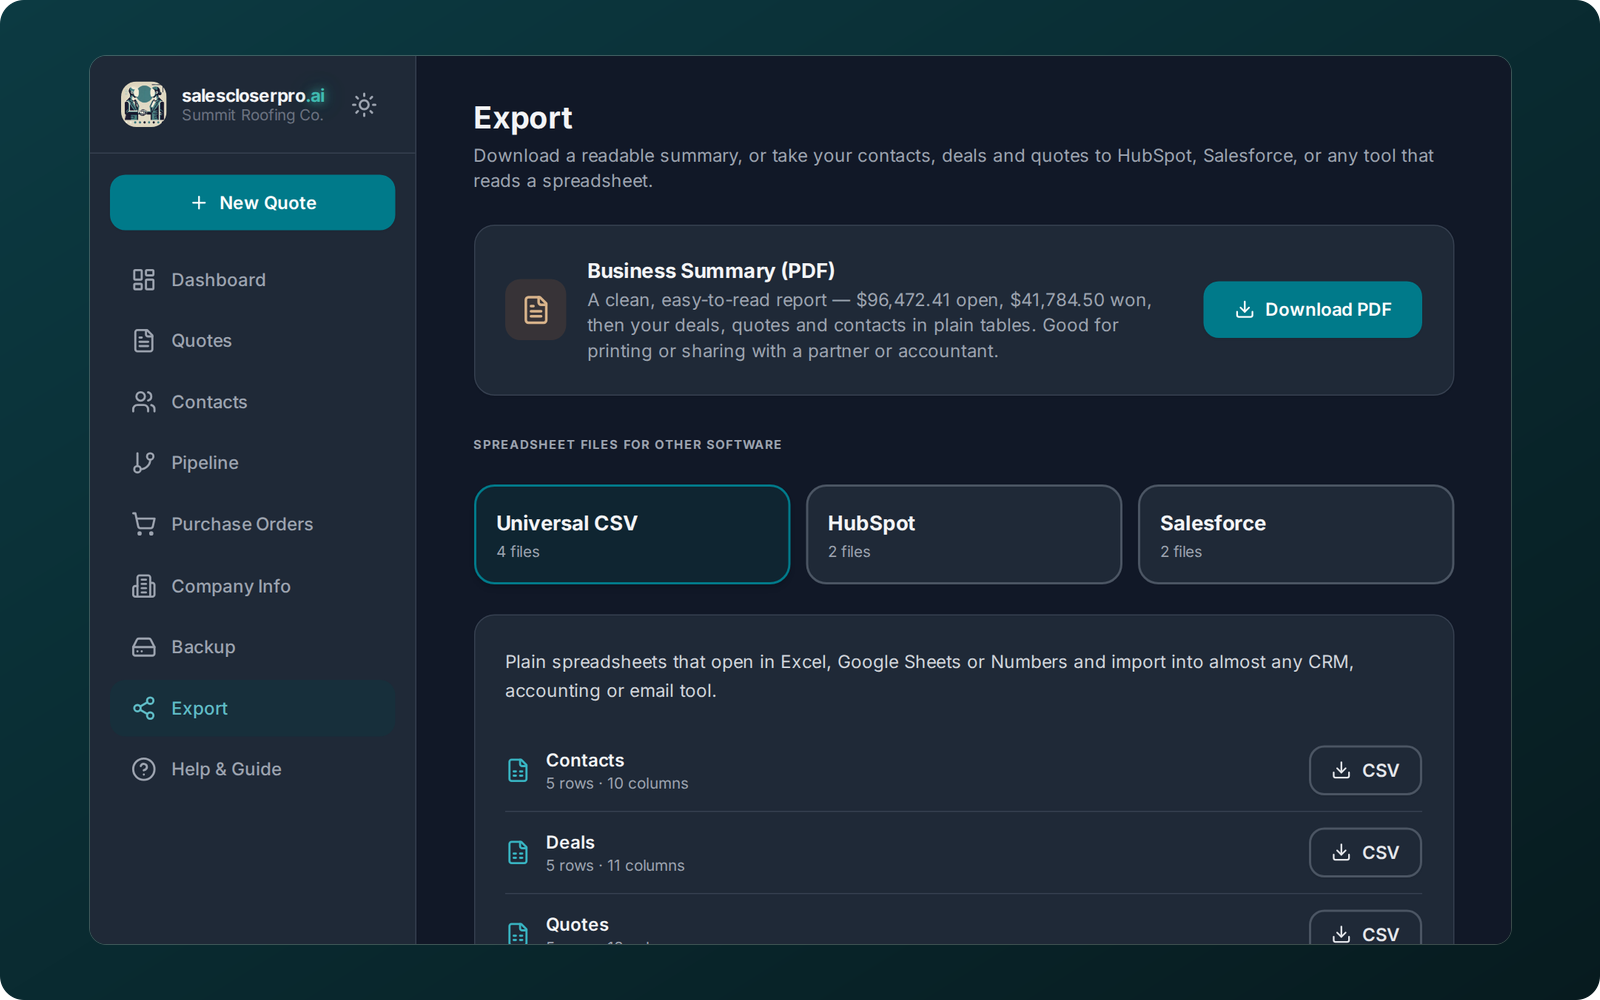 salescloserpro.ai
Summit Roofing Co.
New Quote
Dashboard
Quotes
Contacts
Pipeline
Purchase Orders
Company Info
Backup
Export
Help & Guide
Export
Download a readable summary, or take your contacts, deals and quotes to HubSpot, Salesforce, or any tool that
reads a spreadsheet.
Business Summary (PDF)
A clean, easy-to-read report — $96,472.41 open, $41,784.50 won,
then your deals, quotes and contacts in plain tables. Good for
printing or sharing with a partner or accountant.
Download PDF
SPREADSHEET FILES FOR OTHER SOFTWARE
Universal CSV
4 files
HubSpot
2 files
Salesforce
2 files
Plain spreadsheets that open in Excel, Google Sheets or Numbers and import into almost any CRM,
accounting or email tool.
Contacts
5 rows · 10 columns
CSV
Deals
5 rows · 11 columns
CSV
Quotes
CSV